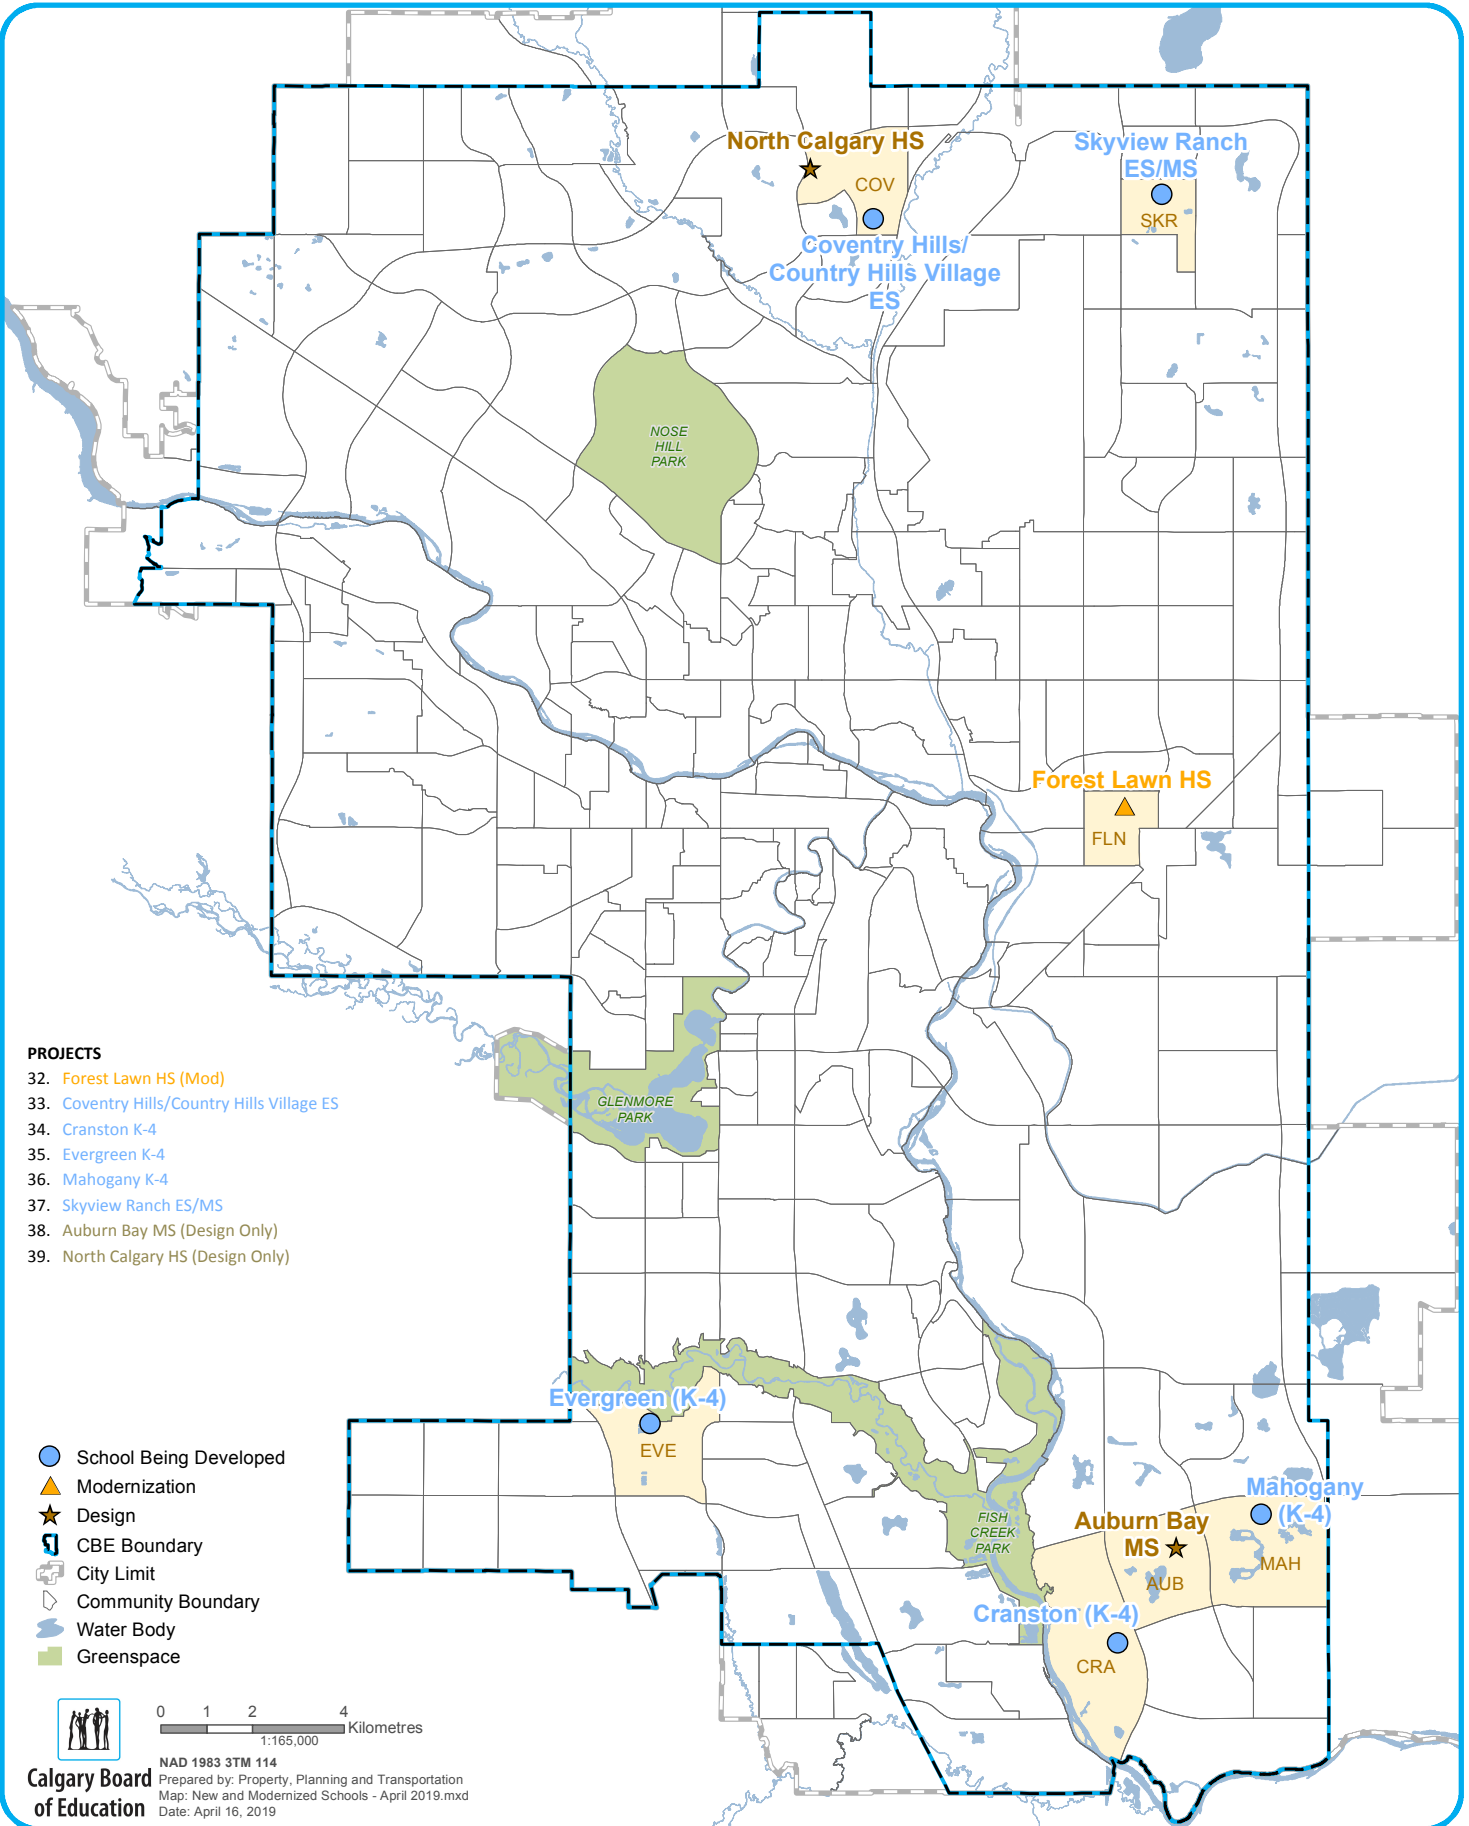 North Calgary HS
COV
Skyview Ranch
ES/MS
SKR
Coventry Hills/
Country Hills Village
ES
NOSE
HILL
PARK
Forest Lawn HS
FLN
GLENMORE
PARK
PROJECTS
32. Forest Lawn HS (Mod)
33. Coventry Hills/Country Hills Village ES
34. Cranston K-4
35. Evergreen K-4
36. Mahogany K-4
37. Skyview Ranch ES/MS
38. Auburn Bay MS (Design Only)
39. North Calgary HS (Design Only)
Evergreen (K-4)
EVE
Mahogany
(K-4)
MAH
Auburn Bay
MS
AUB
FISH
CREEK
PARK
Cranston (K-4)
CRA
School Being Developed
Modernization
Design
CBE Boundary
City Limit
Community Boundary
Water Body
Greenspace
0 1 2 4
Kilometres
1:165,000
NAD 1983 3TM 114
Prepared by: Property, Planning and Transportation
Map: New and Modernized Schools - April 2019.mxd
Date: April 16, 2019
Calgary Board
of Education